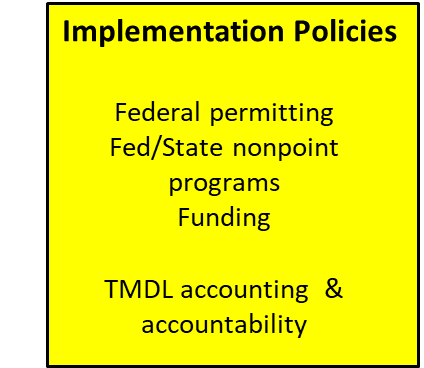 Implementation Policies
Federal permitting
Fed/State nonpoint
programs
Funding
TMDL accounting & 
accountability